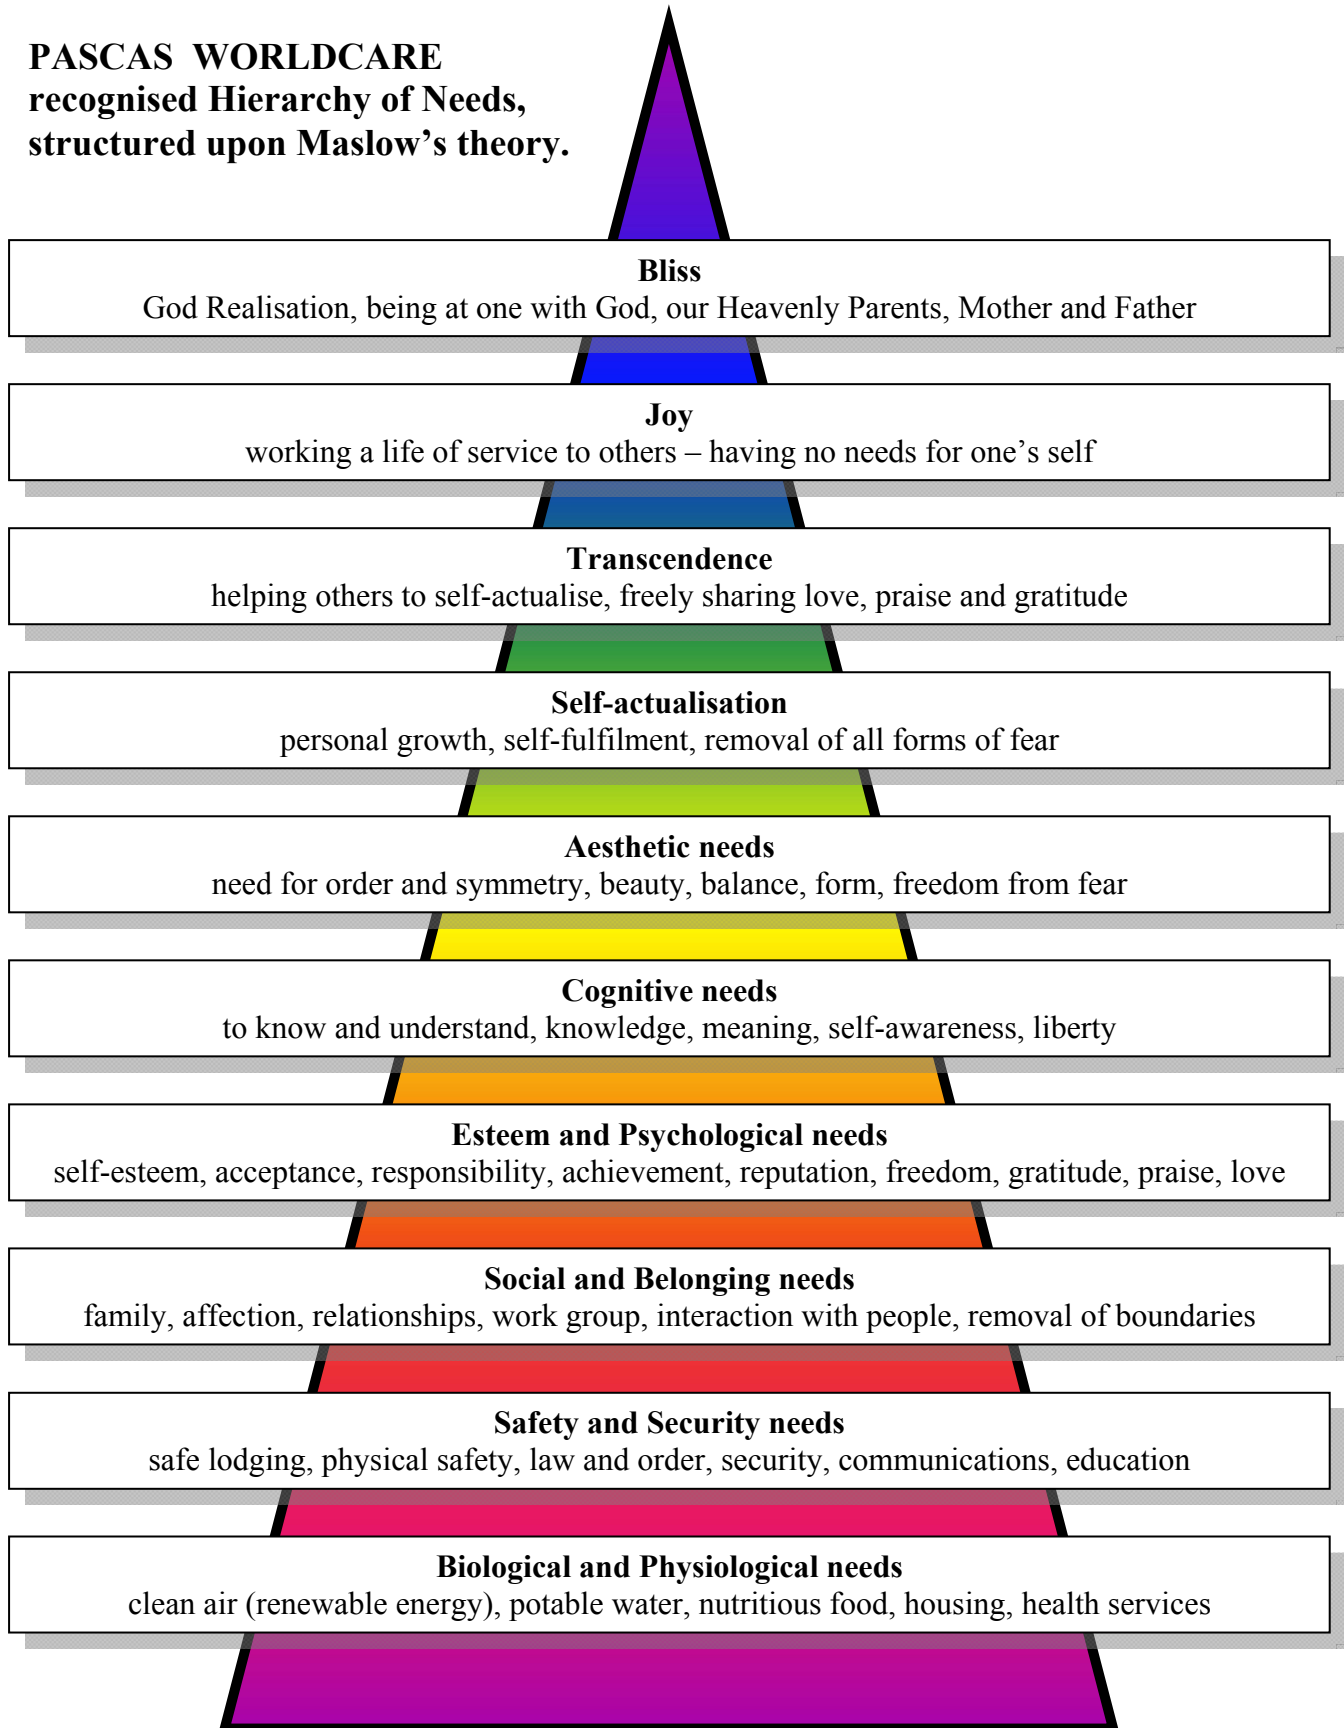 PASCAS WORLDCARE
recognised Hierarchy of Needs,
structured upon Maslow’s theory.
Bliss
God Realisation, being at one with God, our Heavenly Parents, Mother and Father
Joy
working a life of service to others – having no needs for one’s self
Transcendence
helping others to self-actualise, freely sharing love, praise and gratitude
Self-actualisation
personal growth, self-fulfilment, removal of all forms of fear
Aesthetic needs
need for order and symmetry, beauty, balance, form, freedom from fear
Cognitive needs
to know and understand, knowledge, meaning, self-awareness, liberty
Esteem and Psychological needs
self-esteem, acceptance, responsibility, achievement, reputation, freedom, gratitude, praise, love
Social and Belonging needs
family, affection, relationships, work group, interaction with people, removal of boundaries
Safety and Security needs
safe lodging, physical safety, law and order, security, communications, education
Biological and Physiological needs
clean air (renewable energy), potable water, nutritious food, housing, health services